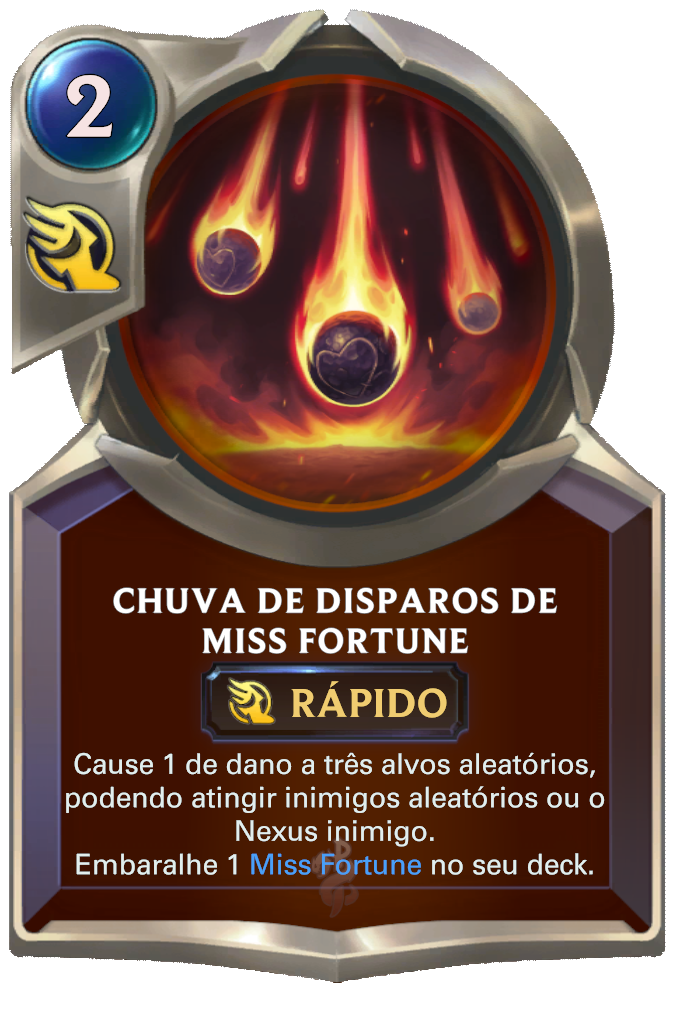 2
CHUVA DE DISPAROS DE
MISS FORTUNE
RÁPIDO
Cause 1 de dano a três alvos aleatórios,
podendo atingir inimigos aleatórios ou o
Nexus inimigo.
Embaralhe 1 Miss Fortune no seu deck.